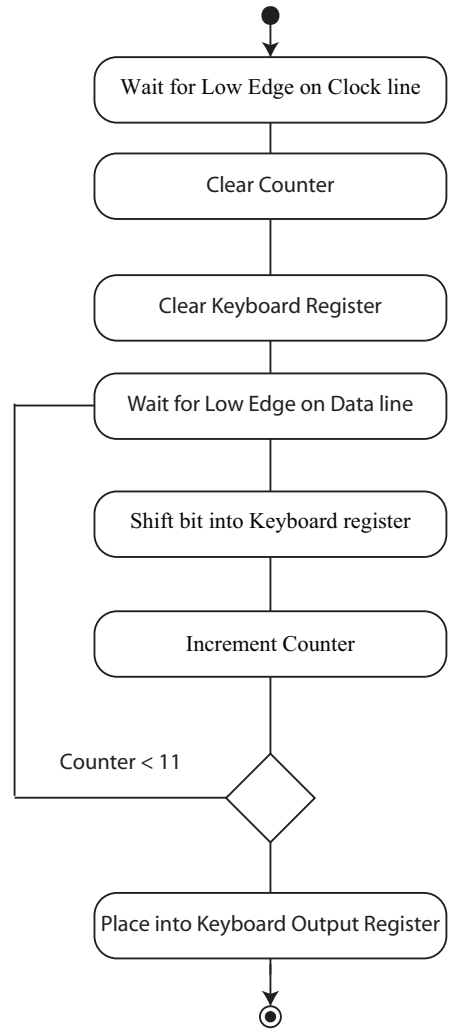 Wait for Low Edge on Clock line
Clear Counter
Clear Keyboard Register
Wait for Low Edge on Data line
Shift bit into Keyboard register
Increment Counter
Counter < 11
Place into Keyboard Output Register